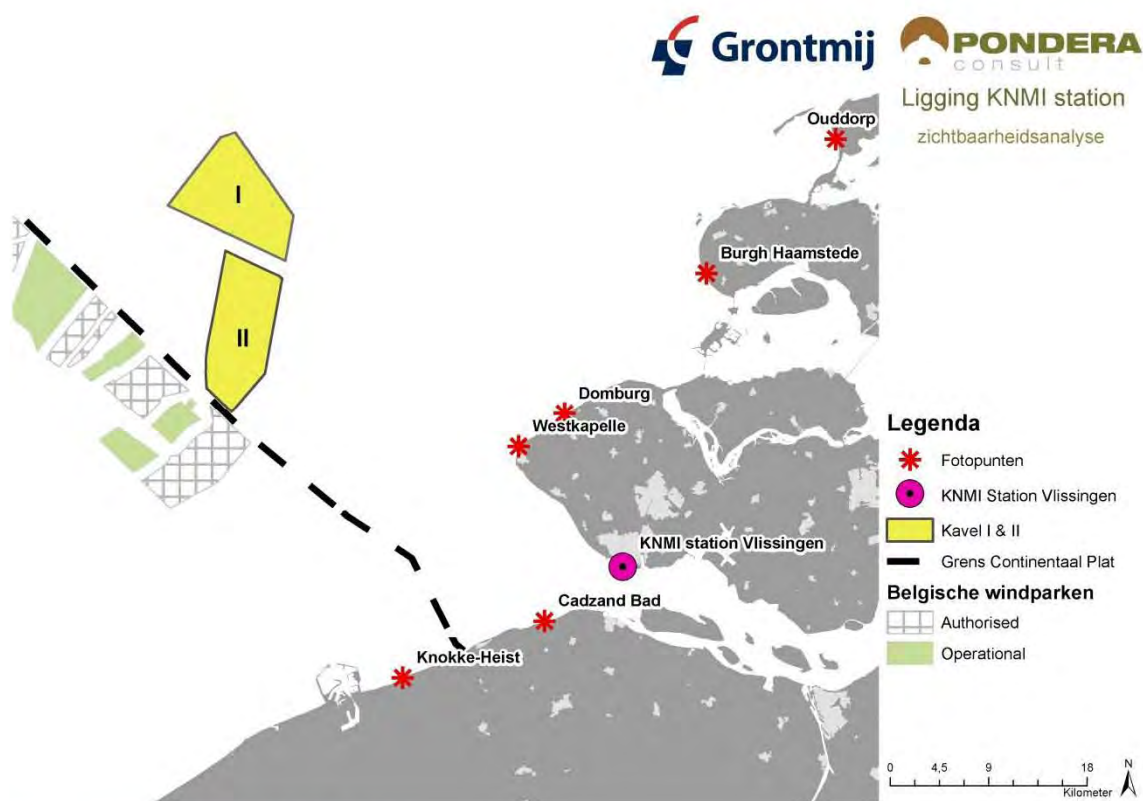 Grontmij
PONDERA
consult
Ligging KNMI station
zichtbaarheidsanalyse
Ouddorp
I
Burgh Haamstede
II
Domburg
Westkapelle
KNMI station Vlissingen
Cadzand Bad
Knokke-Heist
Legenda
Fotopunten
KNMI Station Vlissingen
Kavel I & II
Grens Continentaal Plat
Belgische windparken
Authorised
Operational
0 4,5 9 18
Kilometer
N